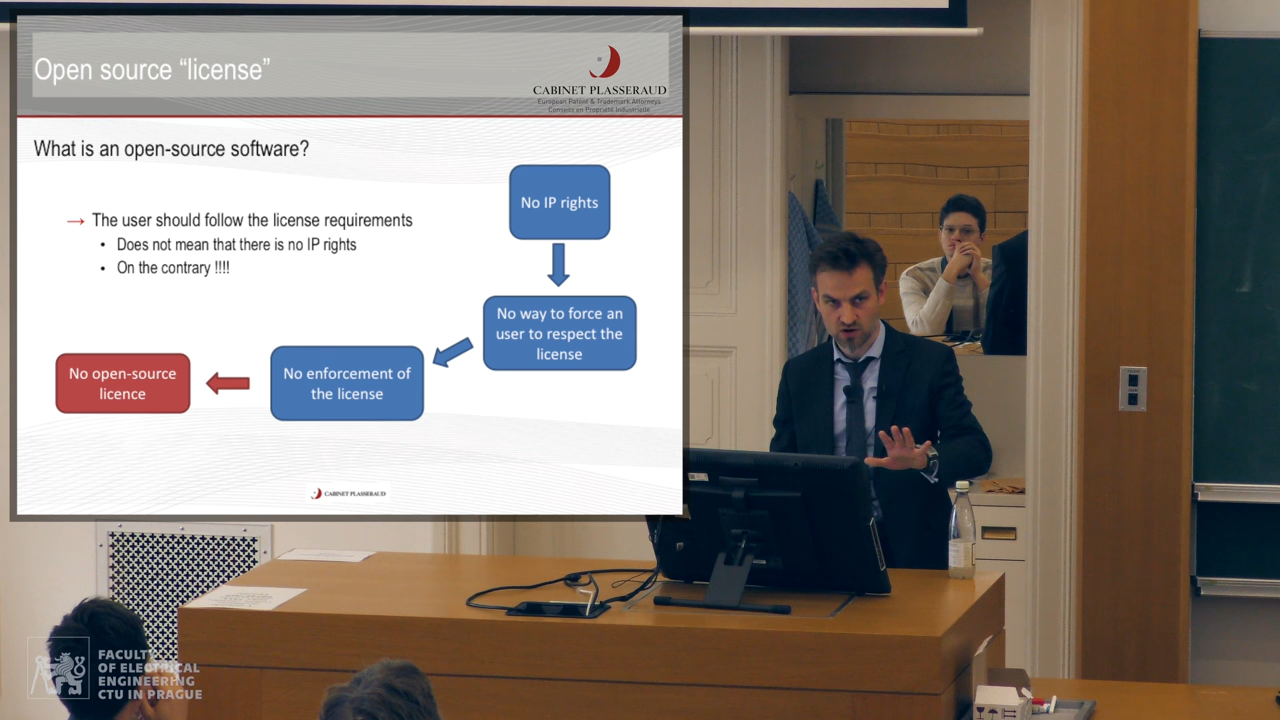 Open source “license”
CABINET PLASSERAUD
European Patent & Trademark Attorneys
Conseils en Propriété Industrielle
What is an open-source software?
→ The user should follow the license requirements
• Does not mean that there is no IP rights
• On the contrary !!!!
No IP rights
No way to force an
user to respect the
license
No enforcement of
the license
No open-source
licence
CABINET PLASSERAUD
FACULTY
OF ELECTRICAL
ENGINEERING
CTU IN PRAGUE